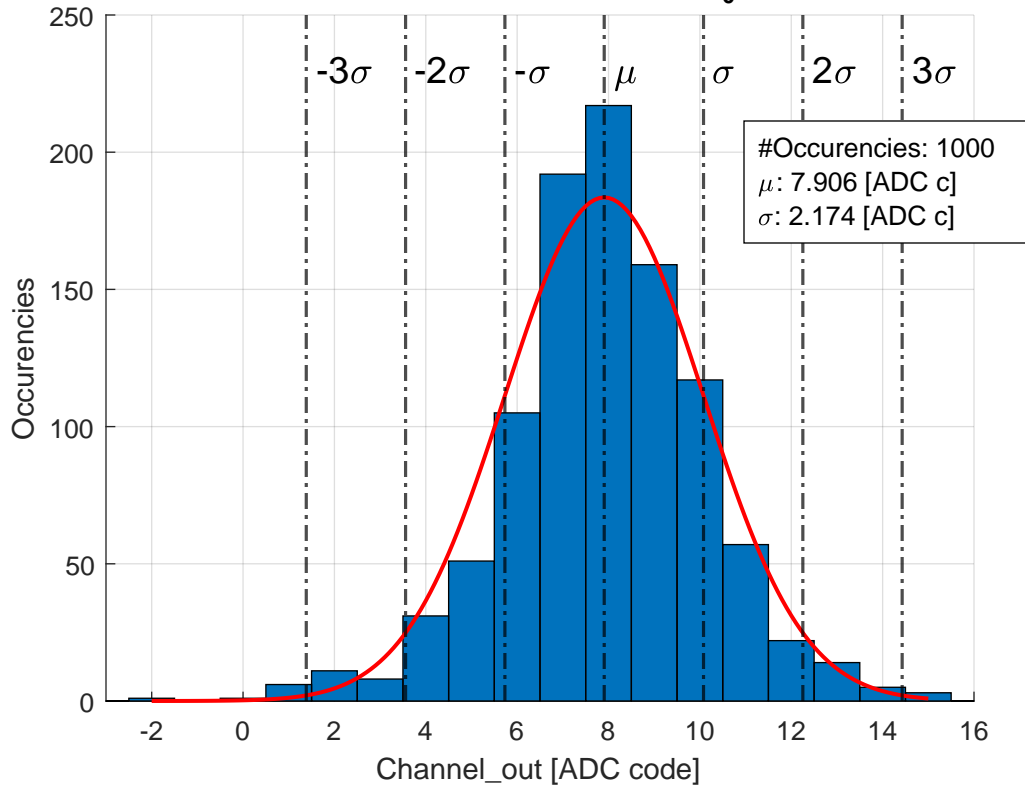 250
200
150
100
50
0
-3σ -2σ -σ μ σ 2σ 3σ
#Occurencies: 1000
μ: 7.906 [ADC c]
σ: 2.174 [ADC c]
Occurencies
-2 0 2 4 6 8 10 12 14 16
Channel_out [ADC code]